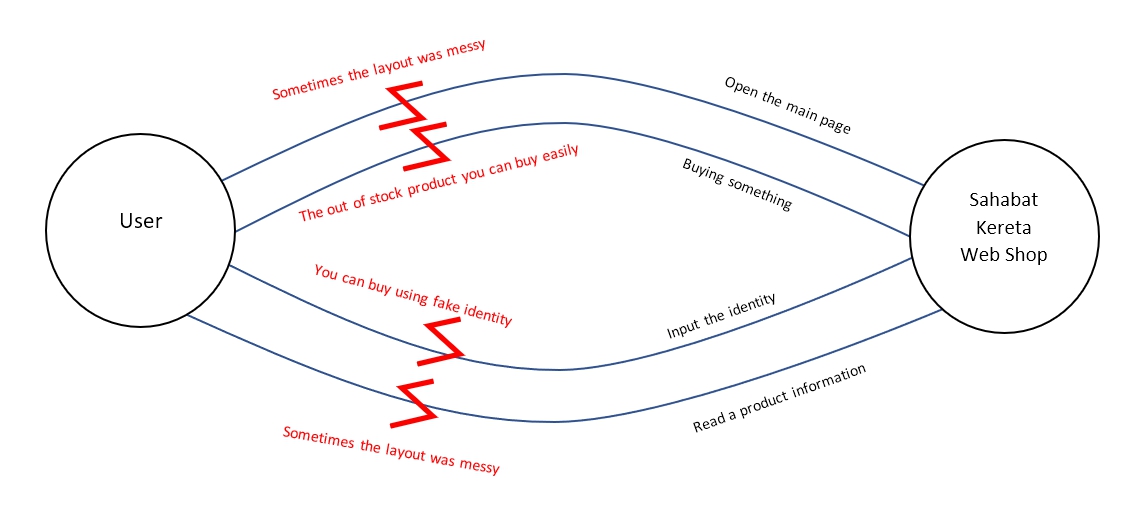 Sometimes the layout was messy
Open the main page
The out of stock product you can buy easily
Buying something
User
Sahabat
Kereta
Web Shop
You can buy using fake identity
Input the identity
Sometimes the layout was messy
Read a product information